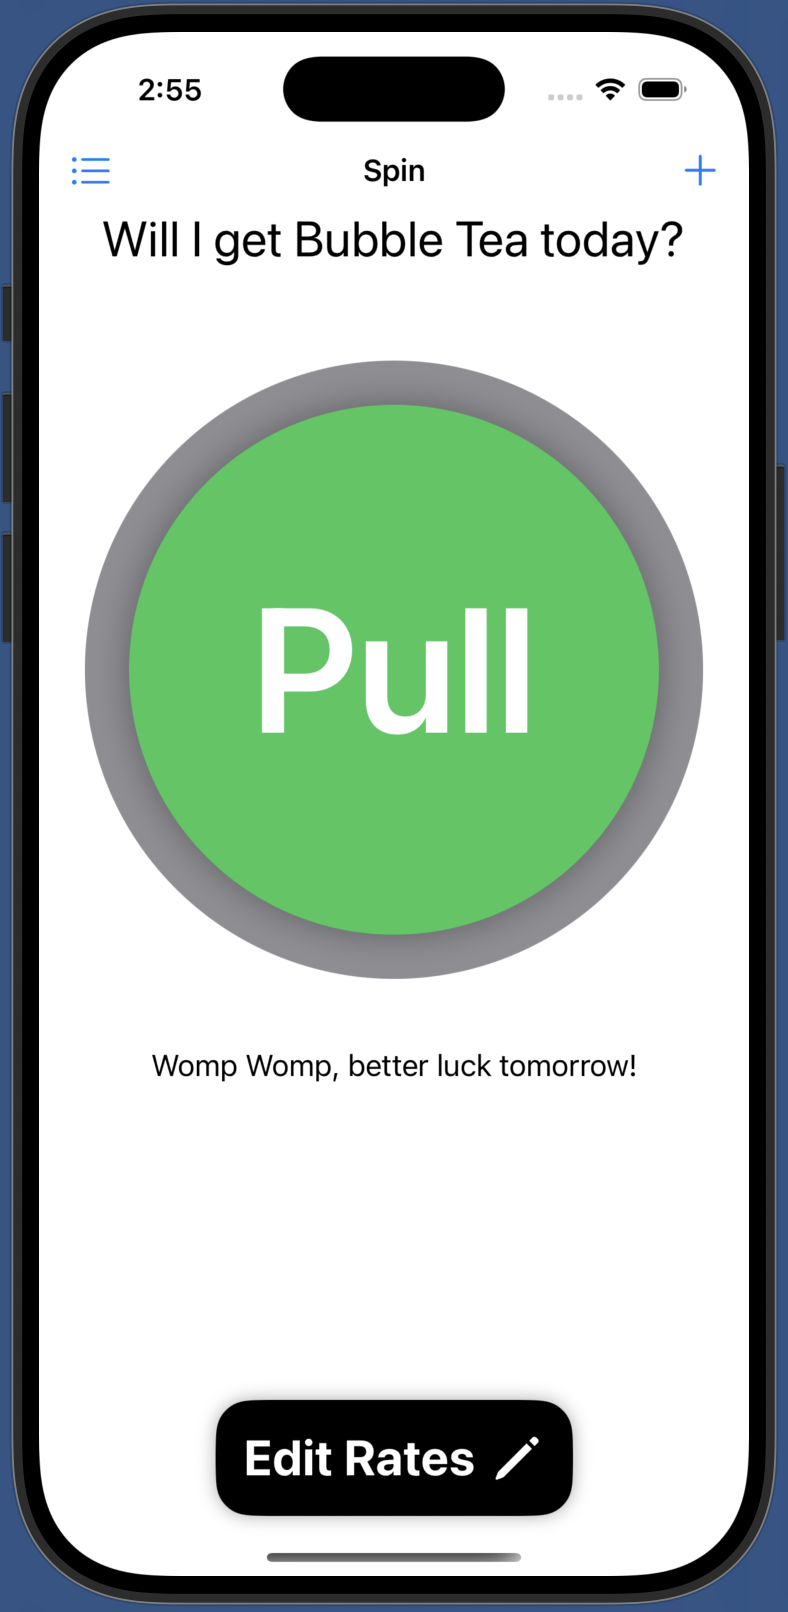 2:55
Spin
Will I get Bubble Tea today?
Pull
Womp Womp, better luck tomorrow!
Edit Rates